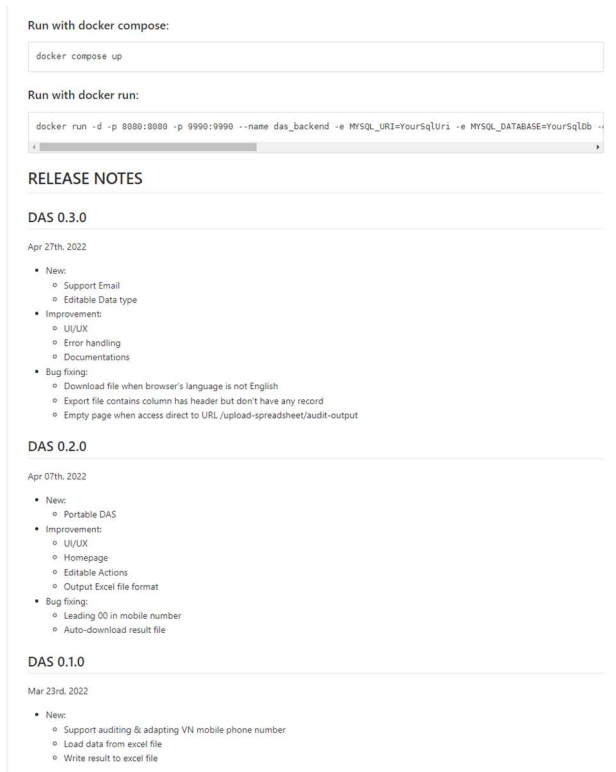 Run with docker compose:
docker compose up
Run with docker run:
docker run -d -p 8080:8080 -p 9990:9990 --name das_backend -e MYSQL_URI=YourSqlUri -e MYSQL_DATABASE=YourSqlDb -
RELEASE NOTES
DAS 0.3.0
Apr 27th, 2022
• New:
○ Support Email
○ Editable Data type
• Improvement:
○ UI/UX
○ Error handling
○ Documentations
• Bug fixing:
○ Download file when browser's language is not English
○ Export file contains column has header but don't have any record
○ Empty page when access direct to URL /upload-spreadsheet/audit-output
DAS 0.2.0
Apr 07th, 2022
• New:
○ Portable DAS
• Improvement:
○ UI/UX
○ Homepage
○ Editable Actions
○ Output Excel file format
• Bug fixing:
○ Leading 00 in mobile number
○ Auto-download result file
DAS 0.1.0
Mar 23rd, 2022
• New:
○ Support auditing & adapting VN mobile phone number
○ Load data from excel file
○ Write result to excel file